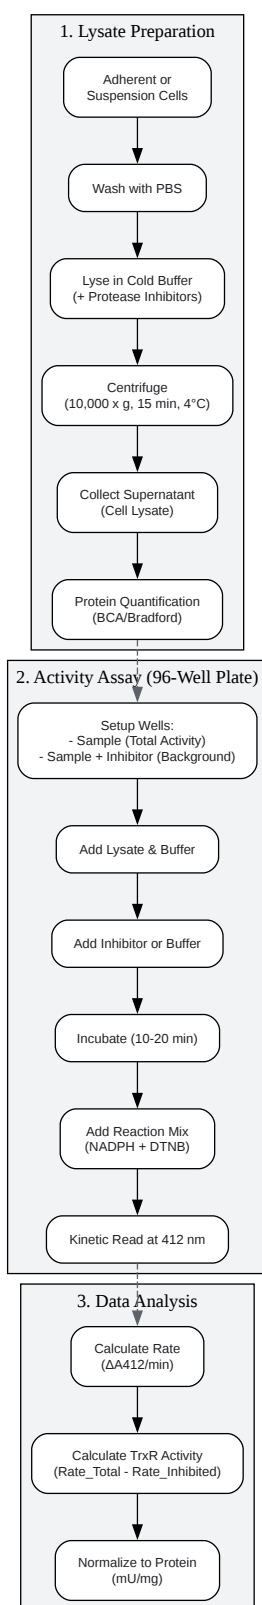 1. Lysate Preparation
Adherent or
Suspension Cells
Wash with PBS
Lyse in Cold Buffer
(+ Protease Inhibitors)
Centrifuge
(10,000 x g, 15 min, 4°C)
Collect Supernatant
(Cell Lysate)
Protein Quantification
(BCA/Bradford)
2. Activity Assay (96-Well Plate)
Setup Wells:
- Sample (Total Activity)
- Sample + Inhibitor (Background)
Add Lysate & Buffer
Add Inhibitor or Buffer
Incubate (10-20 min)
Add Reaction Mix
(NADPH + DTNB)
Kinetic Read at 412 nm
3. Data Analysis
Calculate Rate
(ΔA412/min)
Calculate TrxR Activity
(Rate_Total - Rate_Inhibited)
Normalize to Protein
(mU/mg)